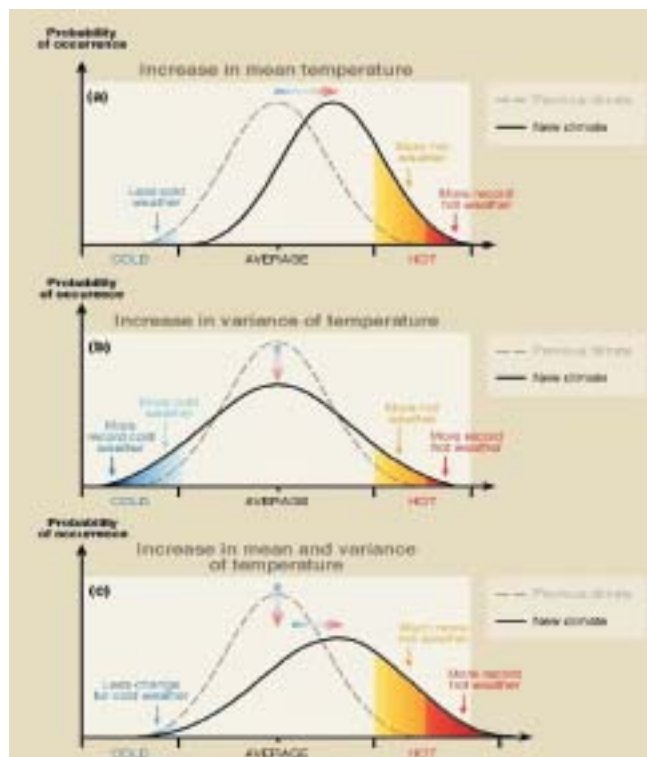 Probability
of occurrence
Increase in mean temperature
(a)
Previous climate
New climate
More hot
weather
Less cold
weather
More record
hot weather
COLD
AVERAGE
HOT
Probability
of occurrence
Increase in variance of temperature
(b)
Previous climate
New climate
More cold
weather
More
record cold
weather
More hot
weather
More record
hot weather
COLD
AVERAGE
HOT
Probability
of occurrence
Increase in mean and variance
of temperature
(c)
Previous climate
New climate
Much more
hot weather
Less change
for cold weather
More record
hot weather
COLD
AVERAGE
HOT